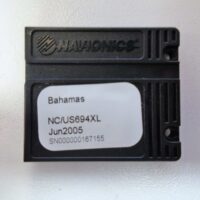 NAVIONICS
Bahamas
NC/US694XL
Jun2005
SN000000167155